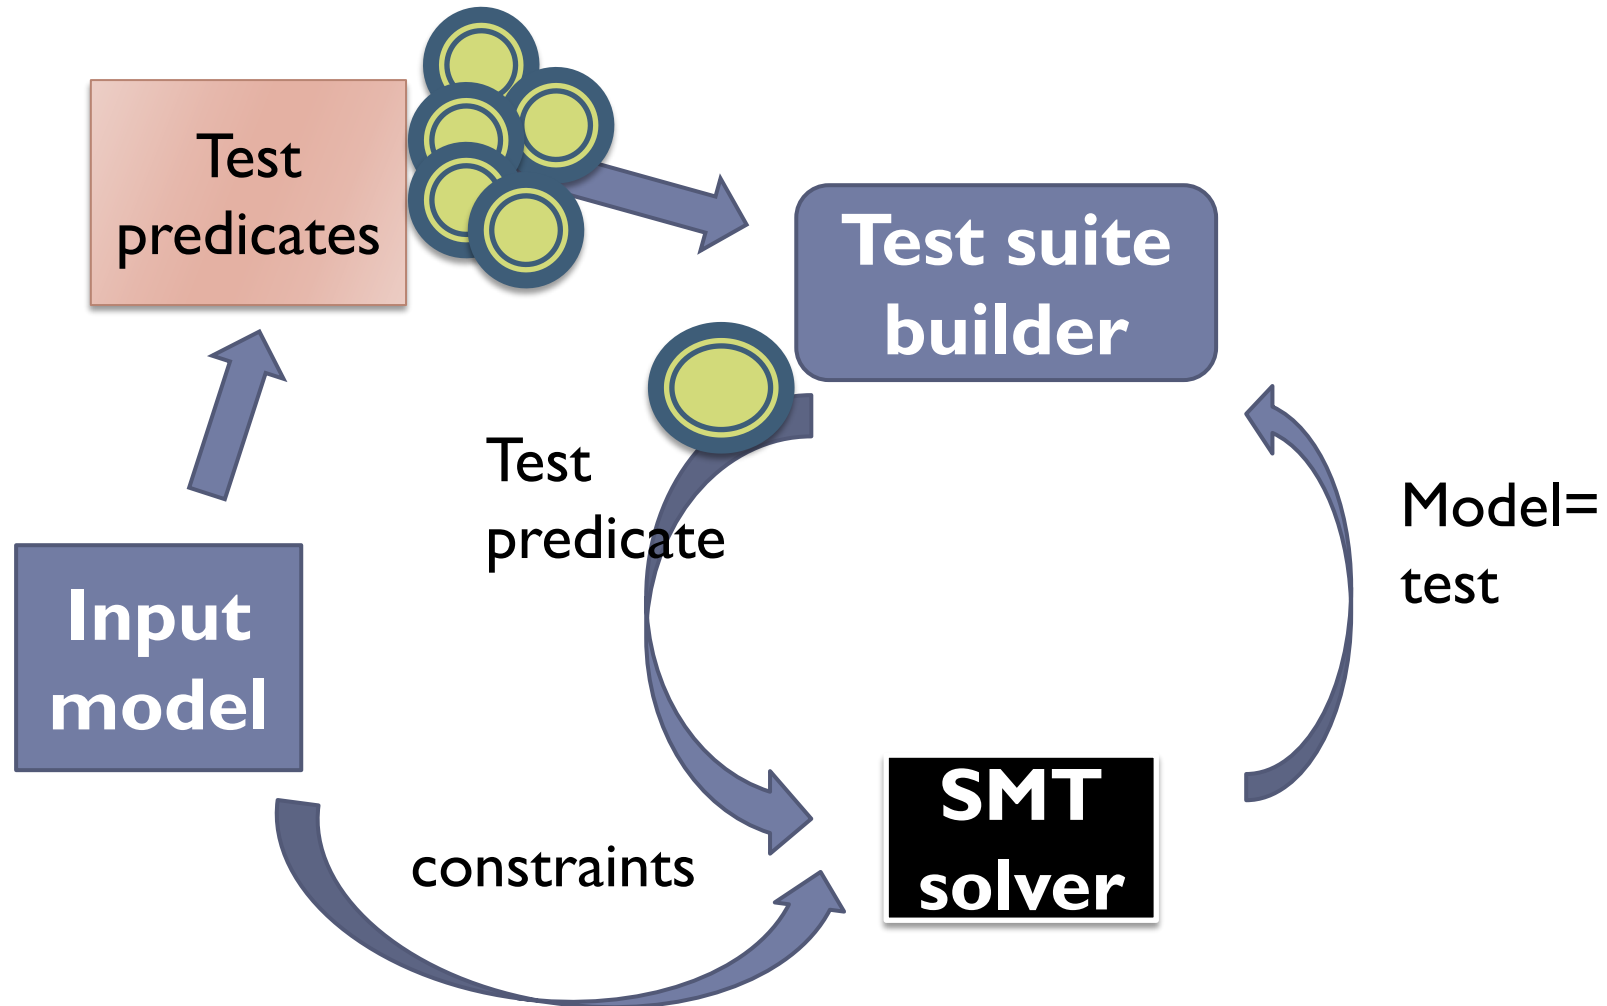 Test
predicates
Test suite
builder
Test
predicate
Model=
test
Input
model
SMT
solver
constraints